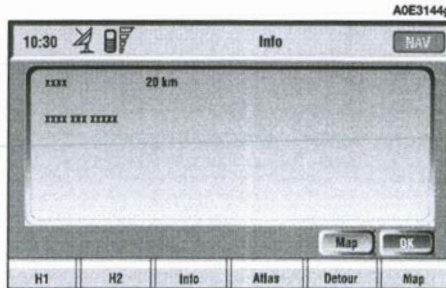 A0E3144g
10:30 Info NAV
xxxx 20 km
xxxx xxx xxxxx
Map OK
H1 H2 Info Atlas Detour Map